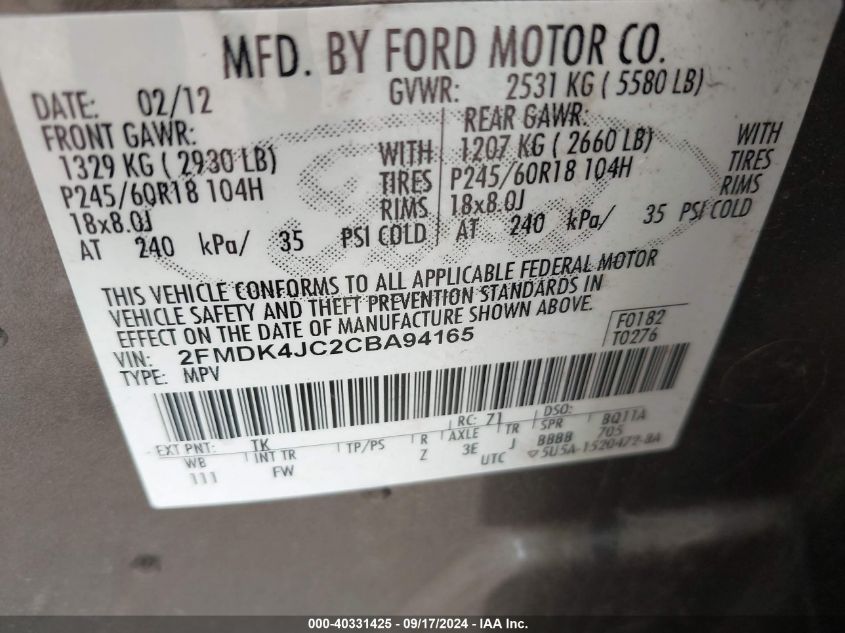 MFD. BY FORD MOTOR CO.
DATE: 02/12 GVWR: 2531 KG ( 5580 LB)
FRONT GAWR: REAR GAWR:
1329 KG ( 2930 LB) WITH 1207 KG ( 2660 LB) WITH
P245/60R18 104H TIRES P245/60R18 104H TIRES
18x8.0J RIMS 18x8.0J RIMS
AT 240 kPa/ 35 PSI COLD AT 240 kPa/ 35 PSI COLD
THIS VEHICLE CONFORMS TO ALL APPLICABLE FEDERAL MOTOR
VEHICLE SAFETY AND THEFT PREVENTION STANDARDS IN
EFFECT ON THE DATE OF MANUFACTURE SHOWN ABOVE.
VIN: 2FMDK4JC2CBA94165 F0182
TYPE: MPV T0276
EXT PNT: TK RC: 71 DSO: BQ11A
WB INT TR TP/PS R AXLE TR SPR 705
111 FW Z 3E J BBBB
UTC ▽5U5A-1520472-BA
000-40331425 - 09/17/2024 - IAA Inc.